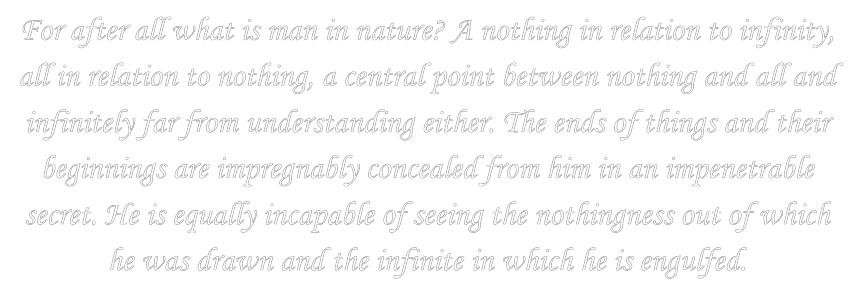 For after all what is man in nature? A nothing in relation to infinity,
all in relation to nothing, a central point between nothing and all and
infinitely far from understanding either. The ends of things and their
beginnings are impregnably concealed from him in an impenetrable
secret. He is equally incapable of seeing the nothingness out of which
he was drawn and the infinite in which he is engulfed.